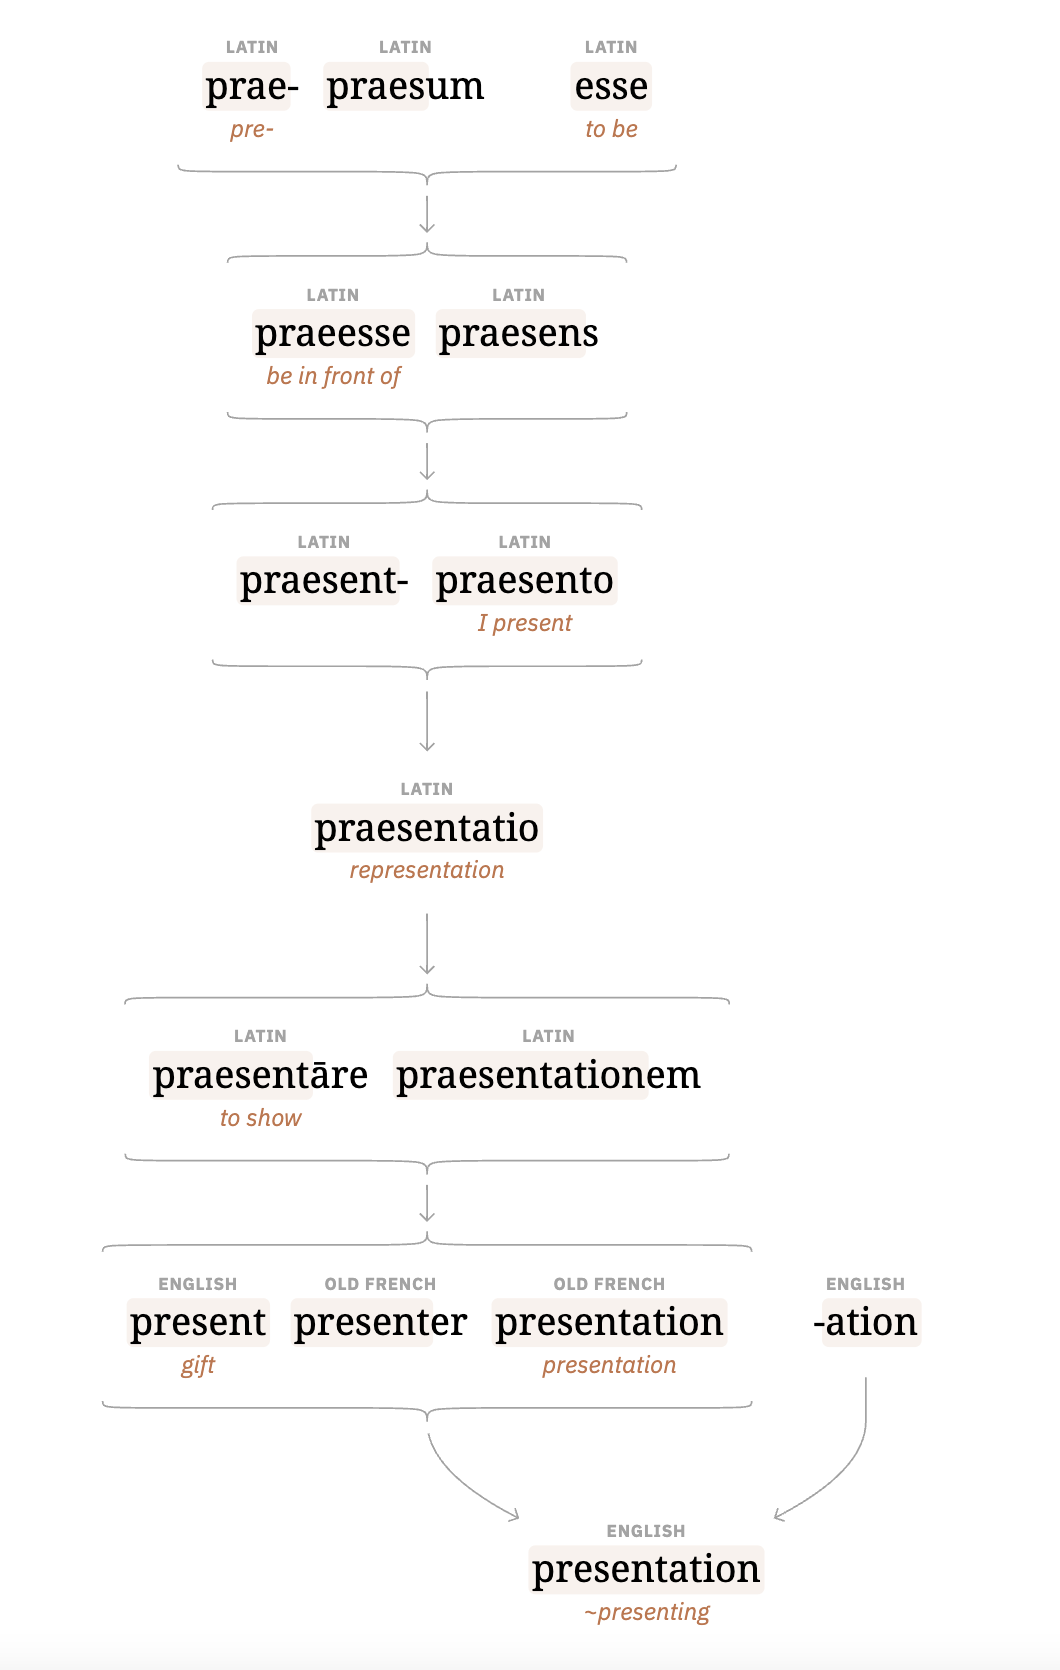 LATIN LATIN LATIN
prae- praesum esse
pre- to be
LATIN LATIN
praeesse praesens
be in front of
LATIN LATIN
praesent- praesento
I present
LATIN
praesentatio
representation
LATIN LATIN
praesentāre praesentationem
to show
ENGLISH OLD FRENCH OLD FRENCH ENGLISH
present presenter presentation -ation
gift presentation
ENGLISH
presentation
~presenting